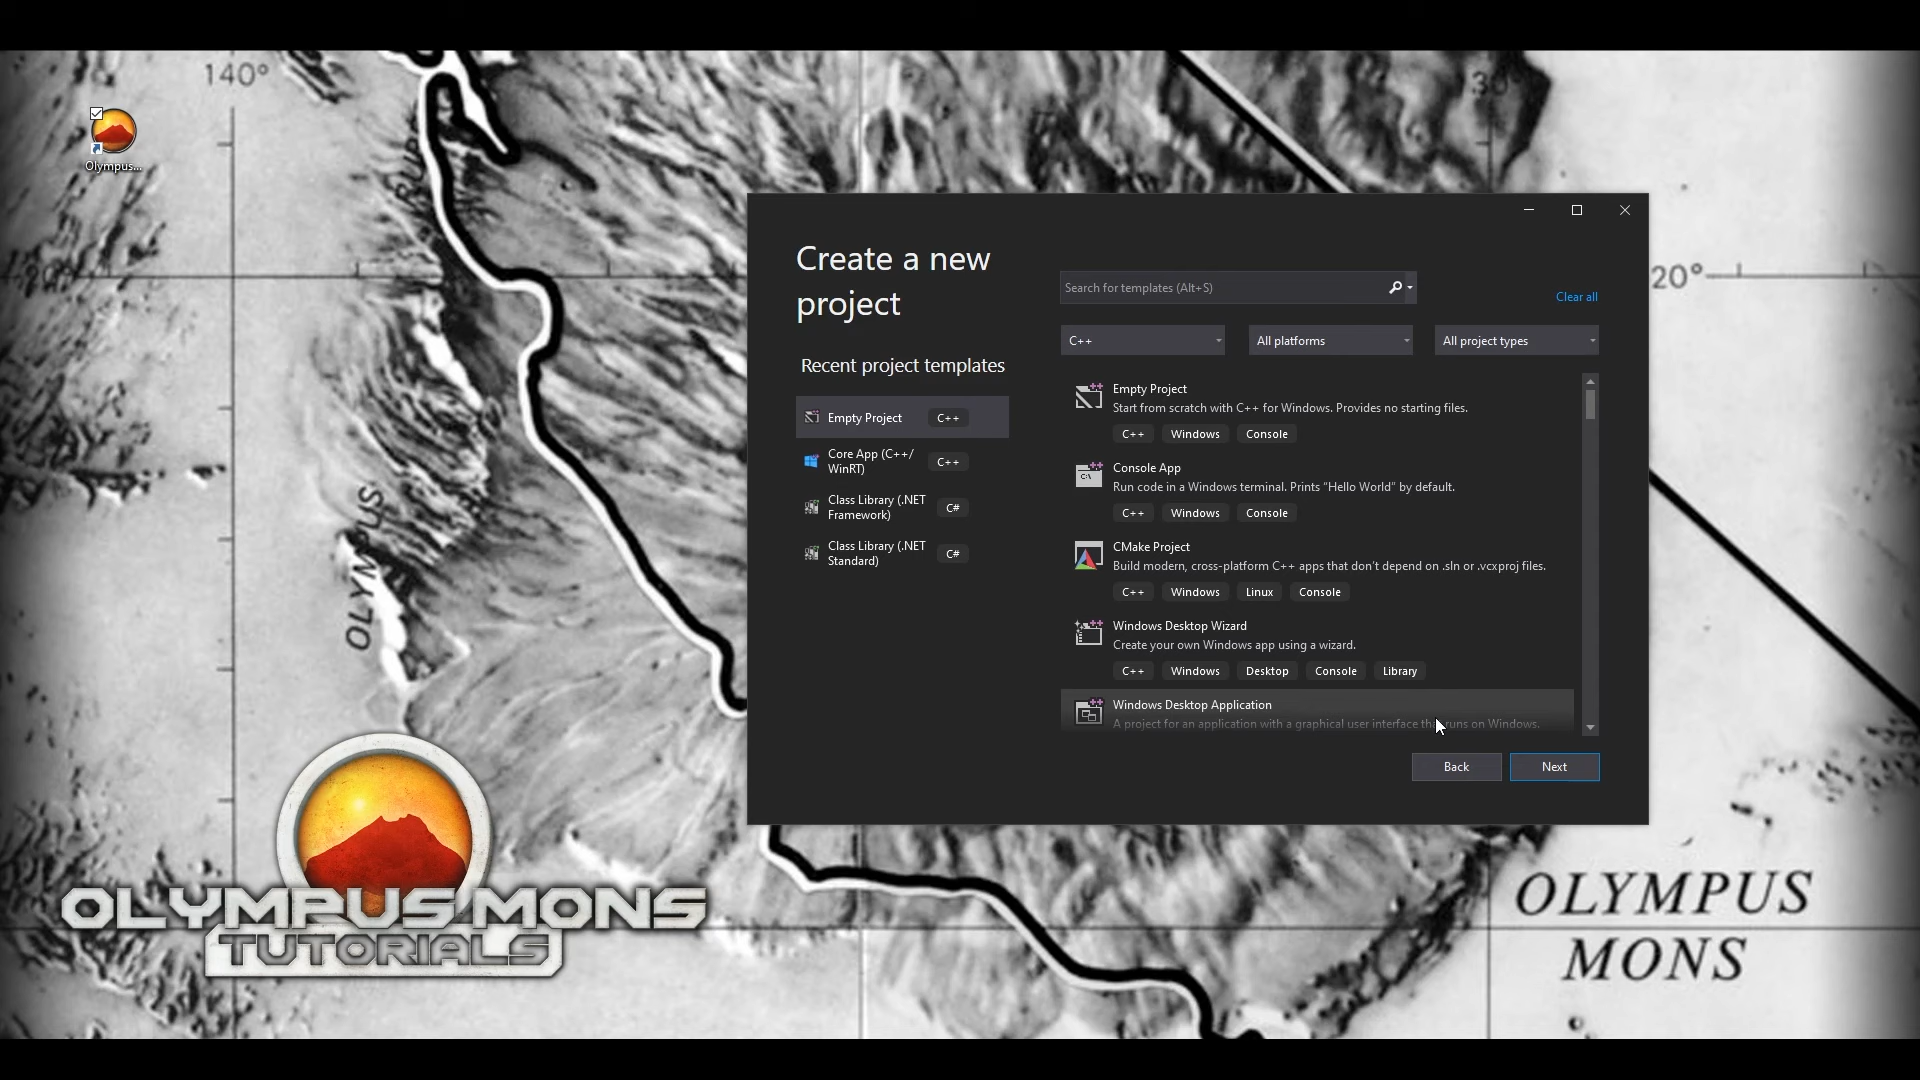 140°
30°
Olympus...
20°
OLYMPUS
OLYMPUS
MONS
OLYMPUS MONS
TUTORIALS
Create a new
project
Search for templates (Alt+S)
Clear all
C++
All platforms
All project types
Recent project templates
Empty Project C++
Core App (C++/
WinRT) C++
Class Library (.NET
Framework) C#
Class Library (.NET
Standard) C#
Empty Project
Start from scratch with C++ for Windows. Provides no starting files.
C++ Windows Console
Console App
Run code in a Windows terminal. Prints "Hello World" by default.
C++ Windows Console
CMake Project
Build modern, cross-platform C++ apps that don't depend on .sln or .vcxproj files.
C++ Windows Linux Console
Windows Desktop Wizard
Create your own Windows app using a wizard.
C++ Windows Desktop Console Library
Windows Desktop Application
A project for an application with a graphical user interface that runs on Windows.
Back
Next